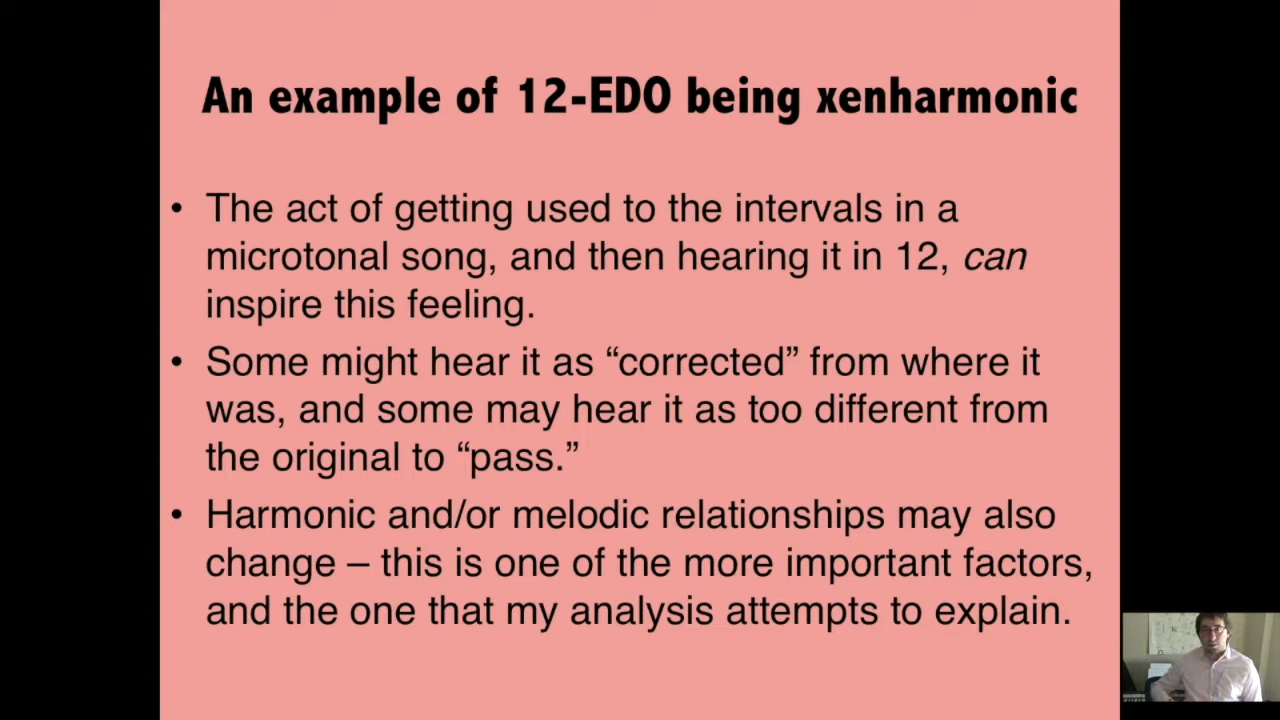 An example of 12-EDO being xenharmonic
• The act of getting used to the intervals in a
microtonal song, and then hearing it in 12, can
inspire this feeling.
• Some might hear it as “corrected” from where it
was, and some may hear it as too different from
the original to “pass.”
• Harmonic and/or melodic relationships may also
change – this is one of the more important factors,
and the one that my analysis attempts to explain.